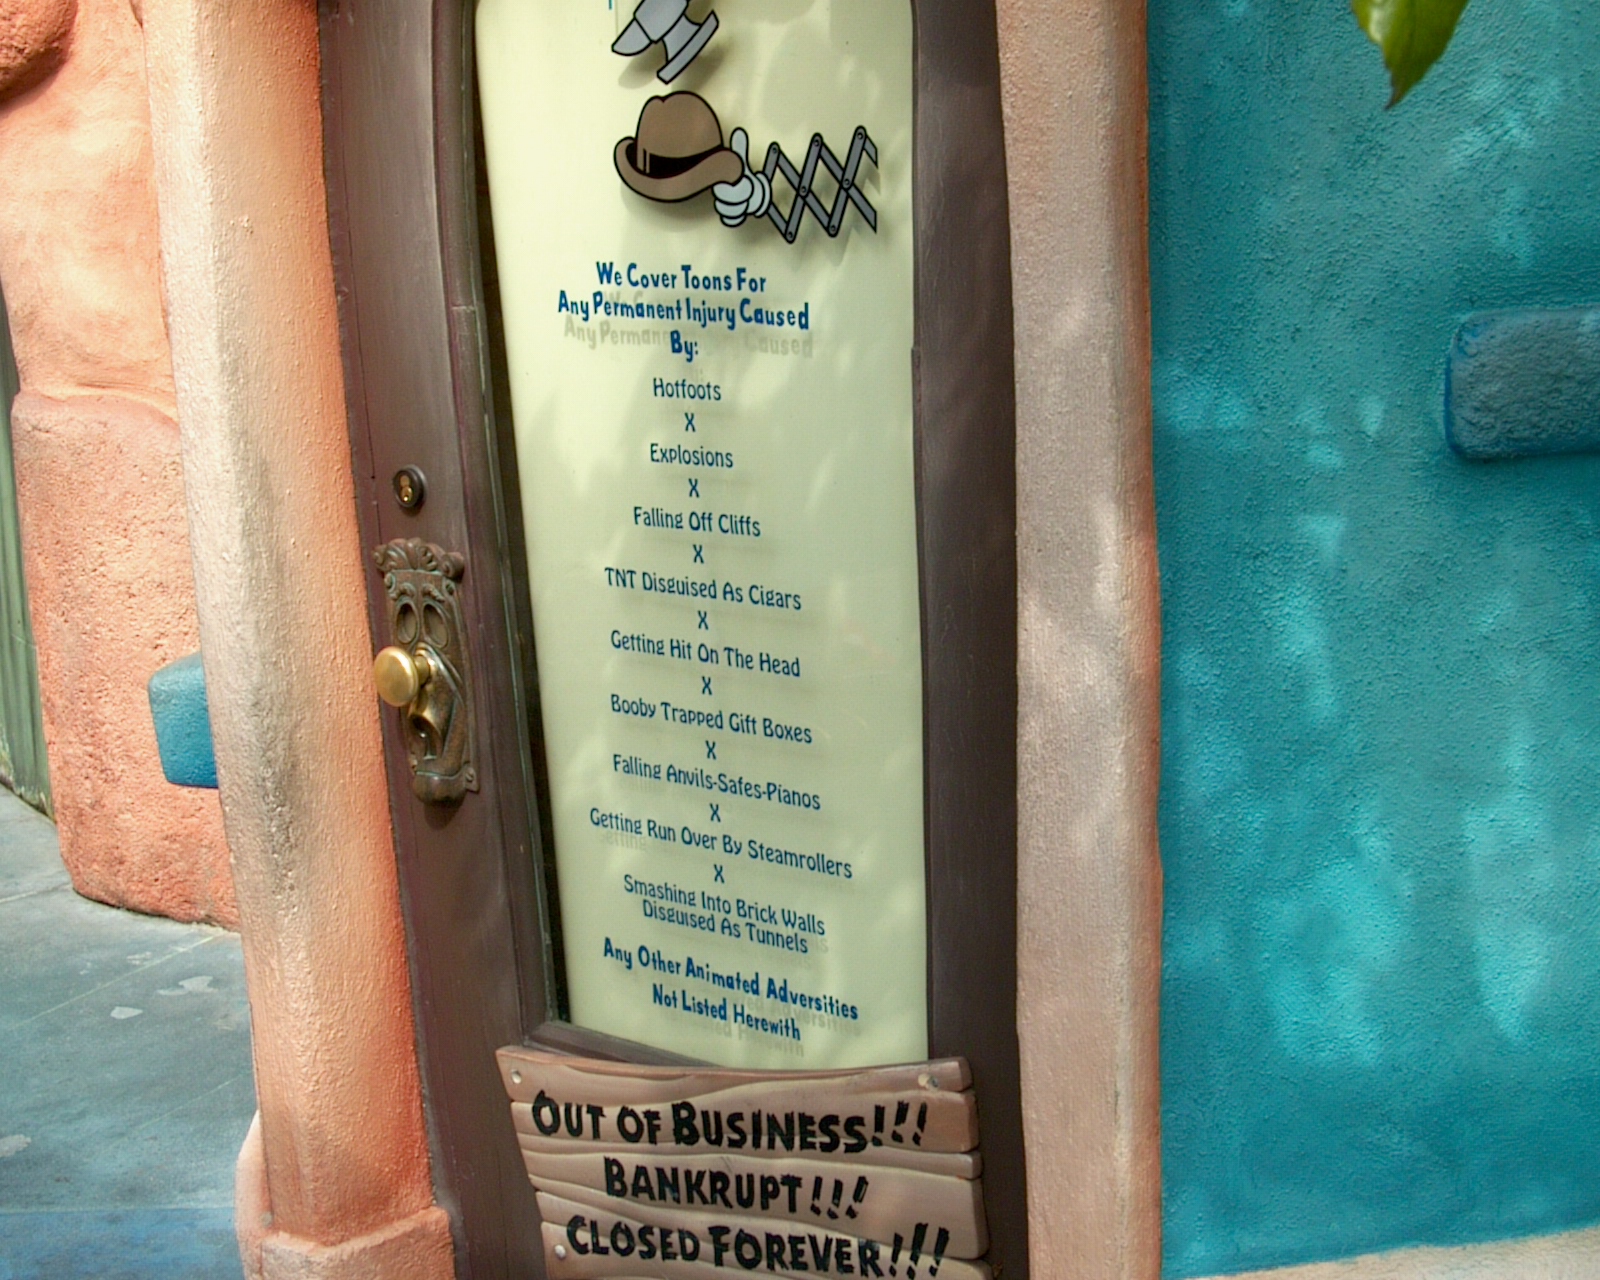 We Cover Toons For
Any Permanent Injury Caused
By:
Hotfoots
X
Explosions
X
Falling Off Cliffs
X
TNT Disguised As Cigars
X
Getting Hit On The Head
X
Booby Trapped Gift Boxes
X
Falling Anvils-Safes-Pianos
X
Getting Run Over By Steamrollers
X
Smashing Into Brick Walls
Disguised As Tunnels
Any Other Animated Adversities
Not Listed Herewith
OUT OF BUSINESS!!!
BANKRUPT!!!
CLOSED FOREVER!!!